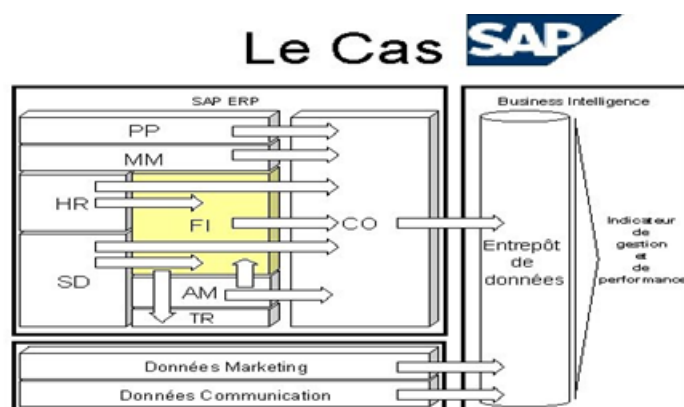 Le Cas SAP
SAP ERP
Business Intelligence
PP
MM
HR
FI
CO
SD
AM
TR
Entrepôt
de
données
Indicateur
de
gestion
et
de
performance
Données Marketing
Données Communication